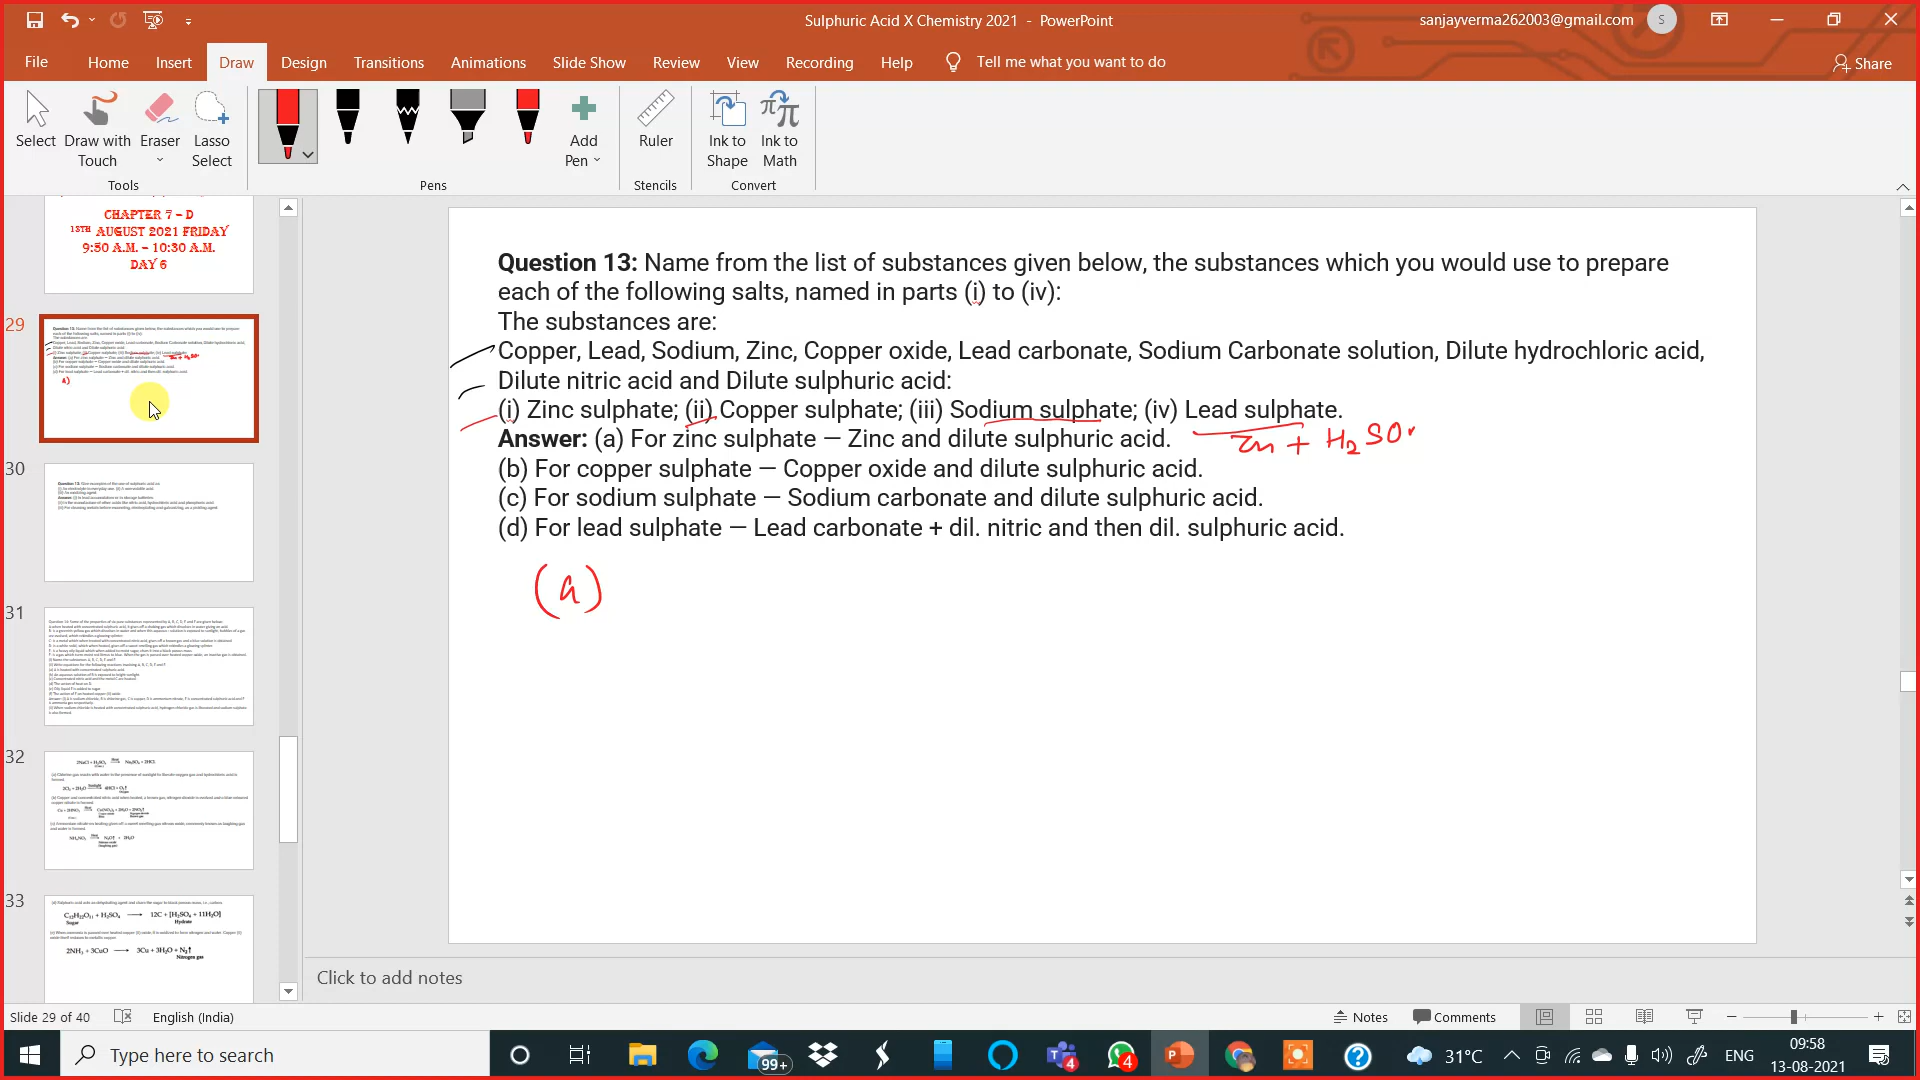 Sulphuric Acid X Chemistry 2021 - PowerPoint
sanjayverma262003@gmail.com
S
File
Home
Insert
Draw
Design
Transitions
Animations
Slide Show
Review
View
Recording
Help
Tell me what you want to do
Share
Select
Draw with
Touch
Eraser
Lasso
Select
Add
Pen
Ruler
Ink to
Shape
Ink to
Math
Tools
Pens
Stencils
Convert
CHAPTER 7 - D
13TH AUGUST 2021 FRIDAY
9:50 A.M. - 10:30 A.M.
DAY 6
29
30
31
32
33
Question 13: Name from the list of substances given below, the substances which you would use to prepare
each of the following salts, named in parts (i) to (iv):
The substances are:
Copper, Lead, Sodium, Zinc, Copper oxide, Lead carbonate, Sodium Carbonate solution, Dilute hydrochloric acid,
Dilute nitric acid and Dilute sulphuric acid:
(i) Zinc sulphate; (ii) Copper sulphate; (iii) Sodium sulphate; (iv) Lead sulphate.
Answer: (a) For zinc sulphate — Zinc and dilute sulphuric acid.
Zn + H₂SO
(b) For copper sulphate — Copper oxide and dilute sulphuric acid.
(c) For sodium sulphate — Sodium carbonate and dilute sulphuric acid.
(d) For lead sulphate — Lead carbonate + dil. nitric and then dil. sulphuric acid.
(a)
Click to add notes
Slide 29 of 40
English (India)
Notes
Comments
Type here to search
99+
4
4
31°C
ENG
09:58
13-08-2021